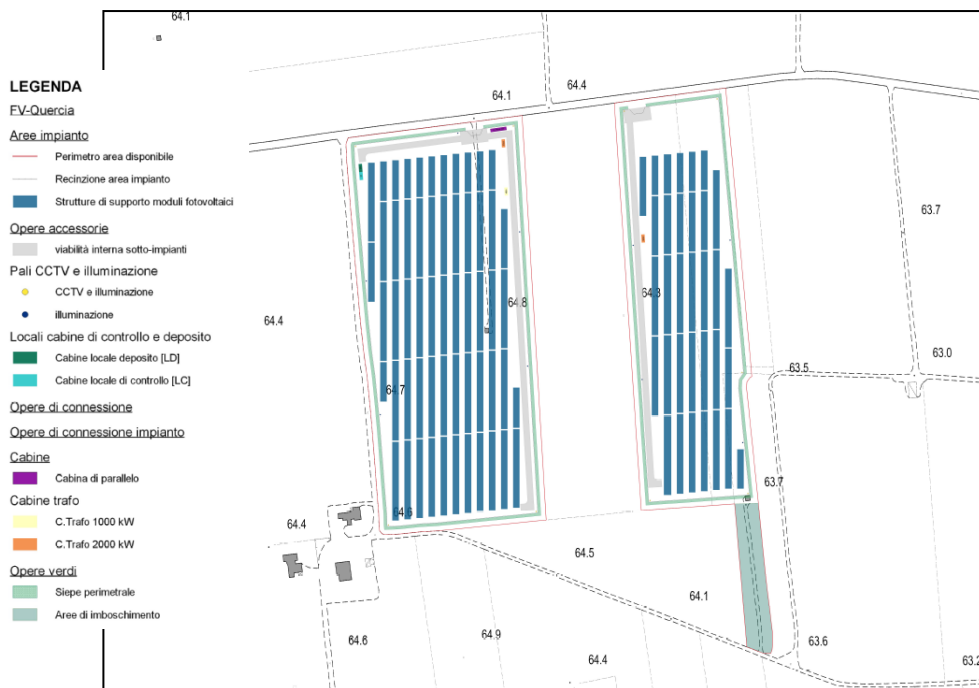 64.1
LEGENDA
FV-Quercia
Aree impianto
Perimetro area disponibile
Recinzione area impianto
Strutture di supporto moduli fotovoltaici
Opere accessorie
viabilità interna sotto-impianti
Pali CCTV e illuminazione
CCTV e illuminazione
illuminazione
Locali cabine di controllo e deposito
Cabine locale deposito [LD]
Cabine locale di controllo [LC]
Opere di connessione
Opere di connessione impianto
Cabine
Cabina di parallelo
Cabine trafo
C.Trafo 1000 kW
C.Trafo 2000 kW
Opere verdi
Siepe perimetrale
Aree di imboschimento
64.4
64.1
63.7
64.4
64.8
64.3
63.0
63.5
64.7
63.7
64.6
64.4
64.5
64.1
64.6
64.9
63.6
64.4
63.2